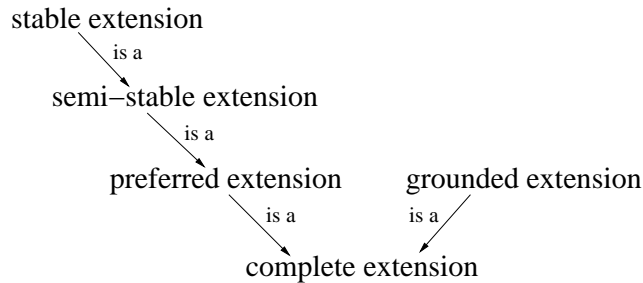 stable extension
is a
semi−stable extension
is a
preferred extension grounded extension
is a is a
complete extension